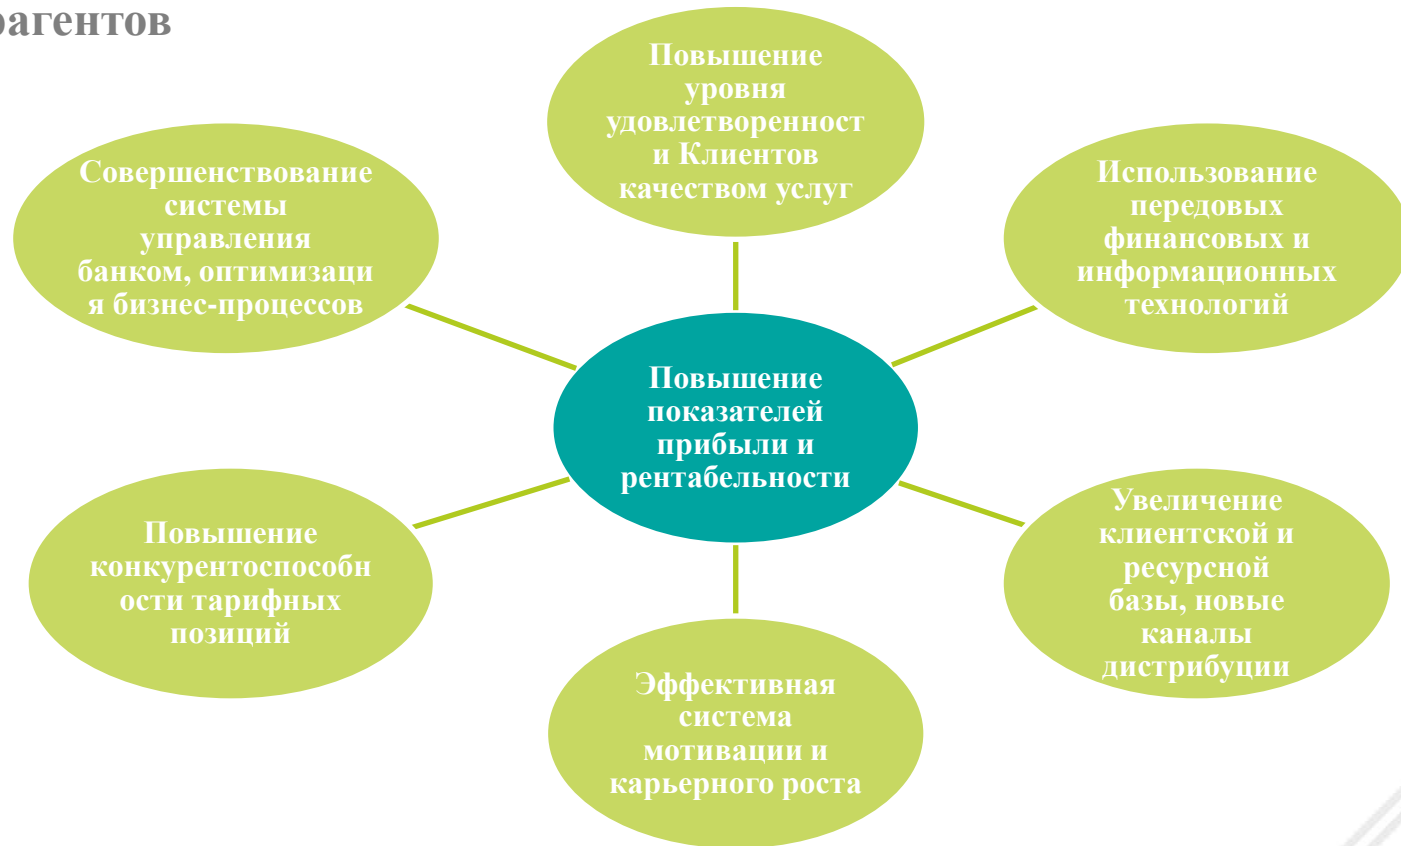 рагентов
Повышение
уровня
удовлетворенност
и Клиентов
качеством услуг
Совершенствование
системы
управления
банком, оптимизаци
я бизнес-процессов
Использование
передовых
финансовых и
информационных
технологий
Повышение
показателей
прибыли и
рентабельности
Повышение
конкурентоспособн
ости тарифных
позиций
Увеличение
клиентской и
ресурсной
базы, новые
каналы
дистрибуции
Эффективная
система
мотивации и
карьерного роста